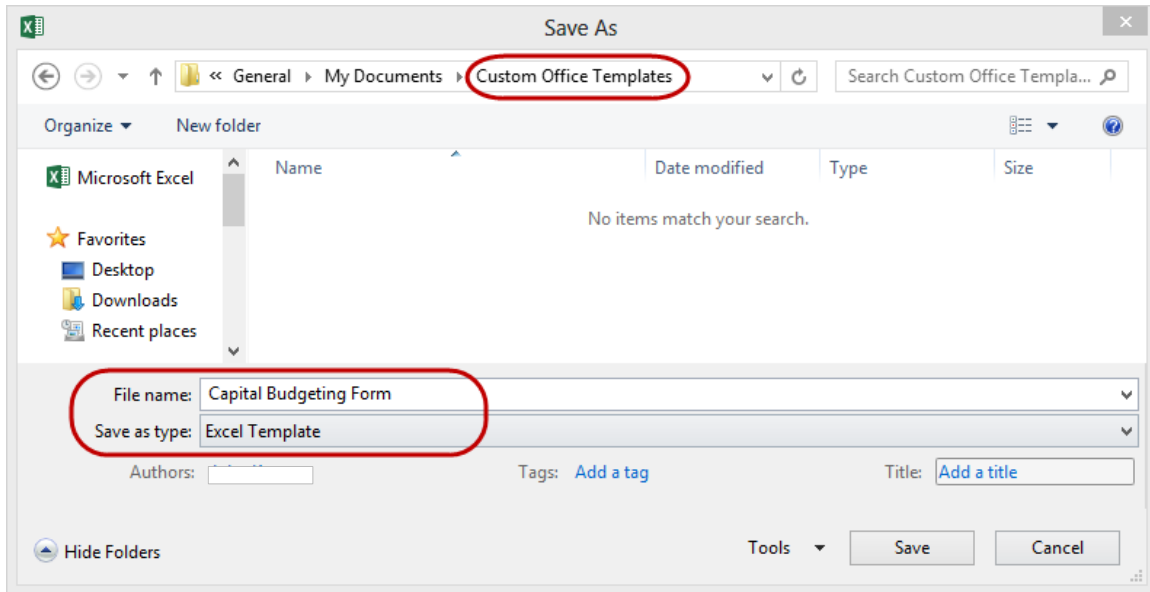 Save As
« General My Documents Custom Office Templates Search Custom Office Templa...
Organize New folder
Name Date modified Type Size
Microsoft Excel
No items match your search.
Favorites
Desktop
Downloads
Recent places
File name: Capital Budgeting Form
Save as type: Excel Template
Authors: Tags: Add a tag Title: Add a title
Hide Folders Tools Save Cancel